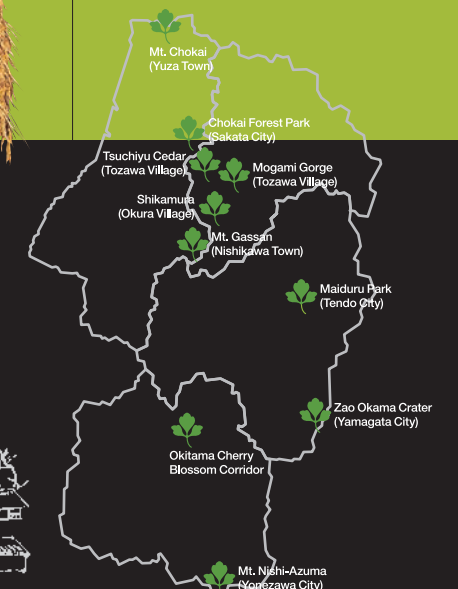 Mt. Chokai
(Yuza Town)
Chokai Forest Park
(Sakata City)
Tsuchiyu Cedar
(Tozawa Village)
Mogami Gorge
(Tozawa Village)
Shikamura
(Okura Village)
Mt. Gassan
(Nishikawa Town)
Maiduru Park
(Tendo City)
Zao Okama Crater
(Yamagata City)
Okitama Cherry
Blossom Corridor
Mt. Nishi-Azuma
(Yonezawa City)